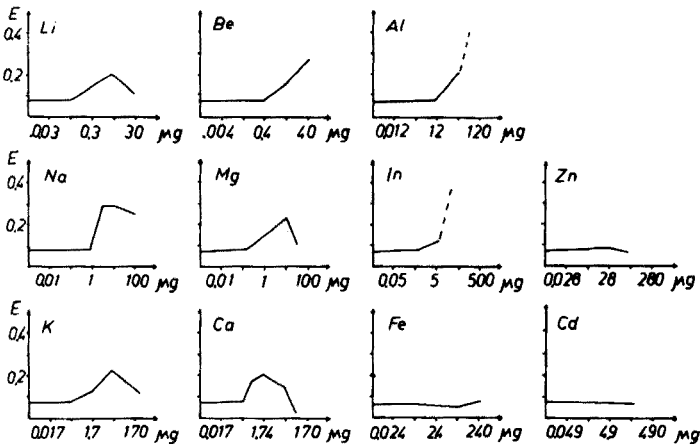 E Li Be Al
0,4
0,2
0,03 0,3 30 µg .004 0,4 40 µg 0,012 12 120 µg
E Na Mg In Zn
0,4
0,2
0,01 1 100 µg 0,01 1 100 µg 0,05 5 500 µg 0,028 28 280 µg
E K Ca Fe Cd
0,4
0,2
0,017 1,7 170 µg 0,017 1,74 170 µg 0,024 24 240 µg 0,049 4,9 490 µg